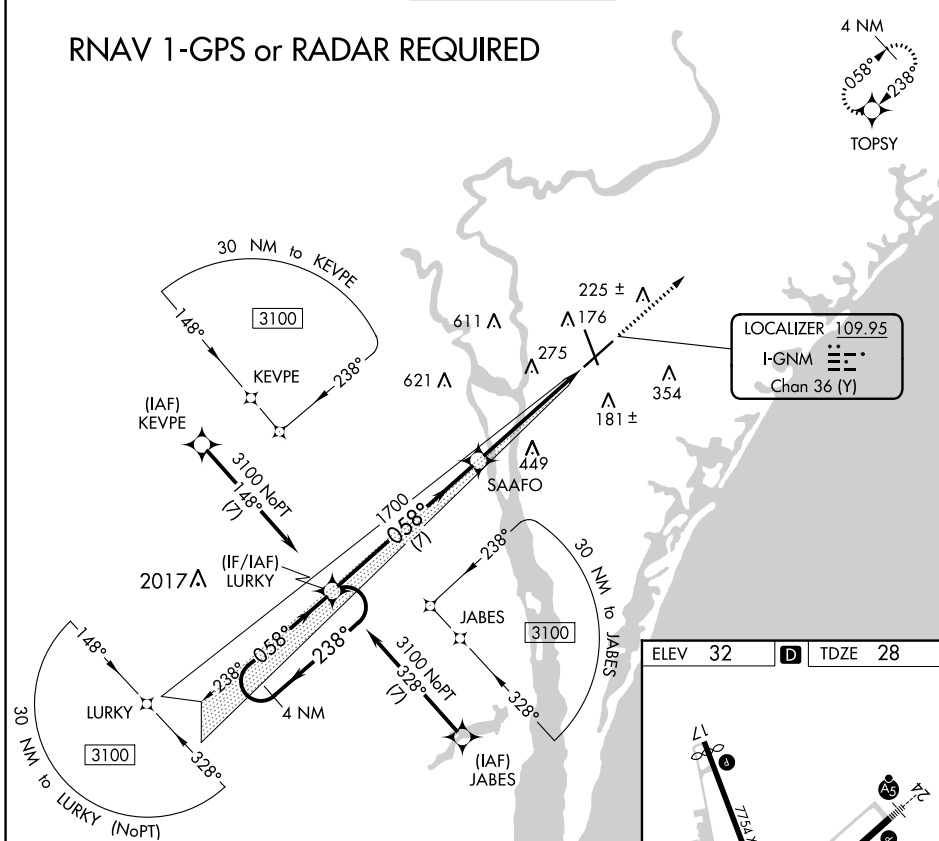 RNAV 1-GPS or RADAR REQUIRED
4 NM
058°
238°
TOPSY
30 NM to KEVPE
148°
3100
238°
KEVPE
(IAF)
KEVPE
3100 NoPT
148°
(7)
611
225 ±
176
275
621
354
181 ±
449
LOCALIZER 109.95
I-GNM
Chan 36 (Y)
SAAFO
1700
058°
(7)
(IF/IAF)
LURKY
2017
238°
058°
238°
4 NM
238°
30 NM to JABES
JABES
3100
328°
3100 NoPT
328°
(7)
(IAF)
JABES
148°
LURKY
3100
328°
30 NM to LURKY (NoPT)
ELEV 32
D
TDZE 28
17
P
7754 X
A5
24
P